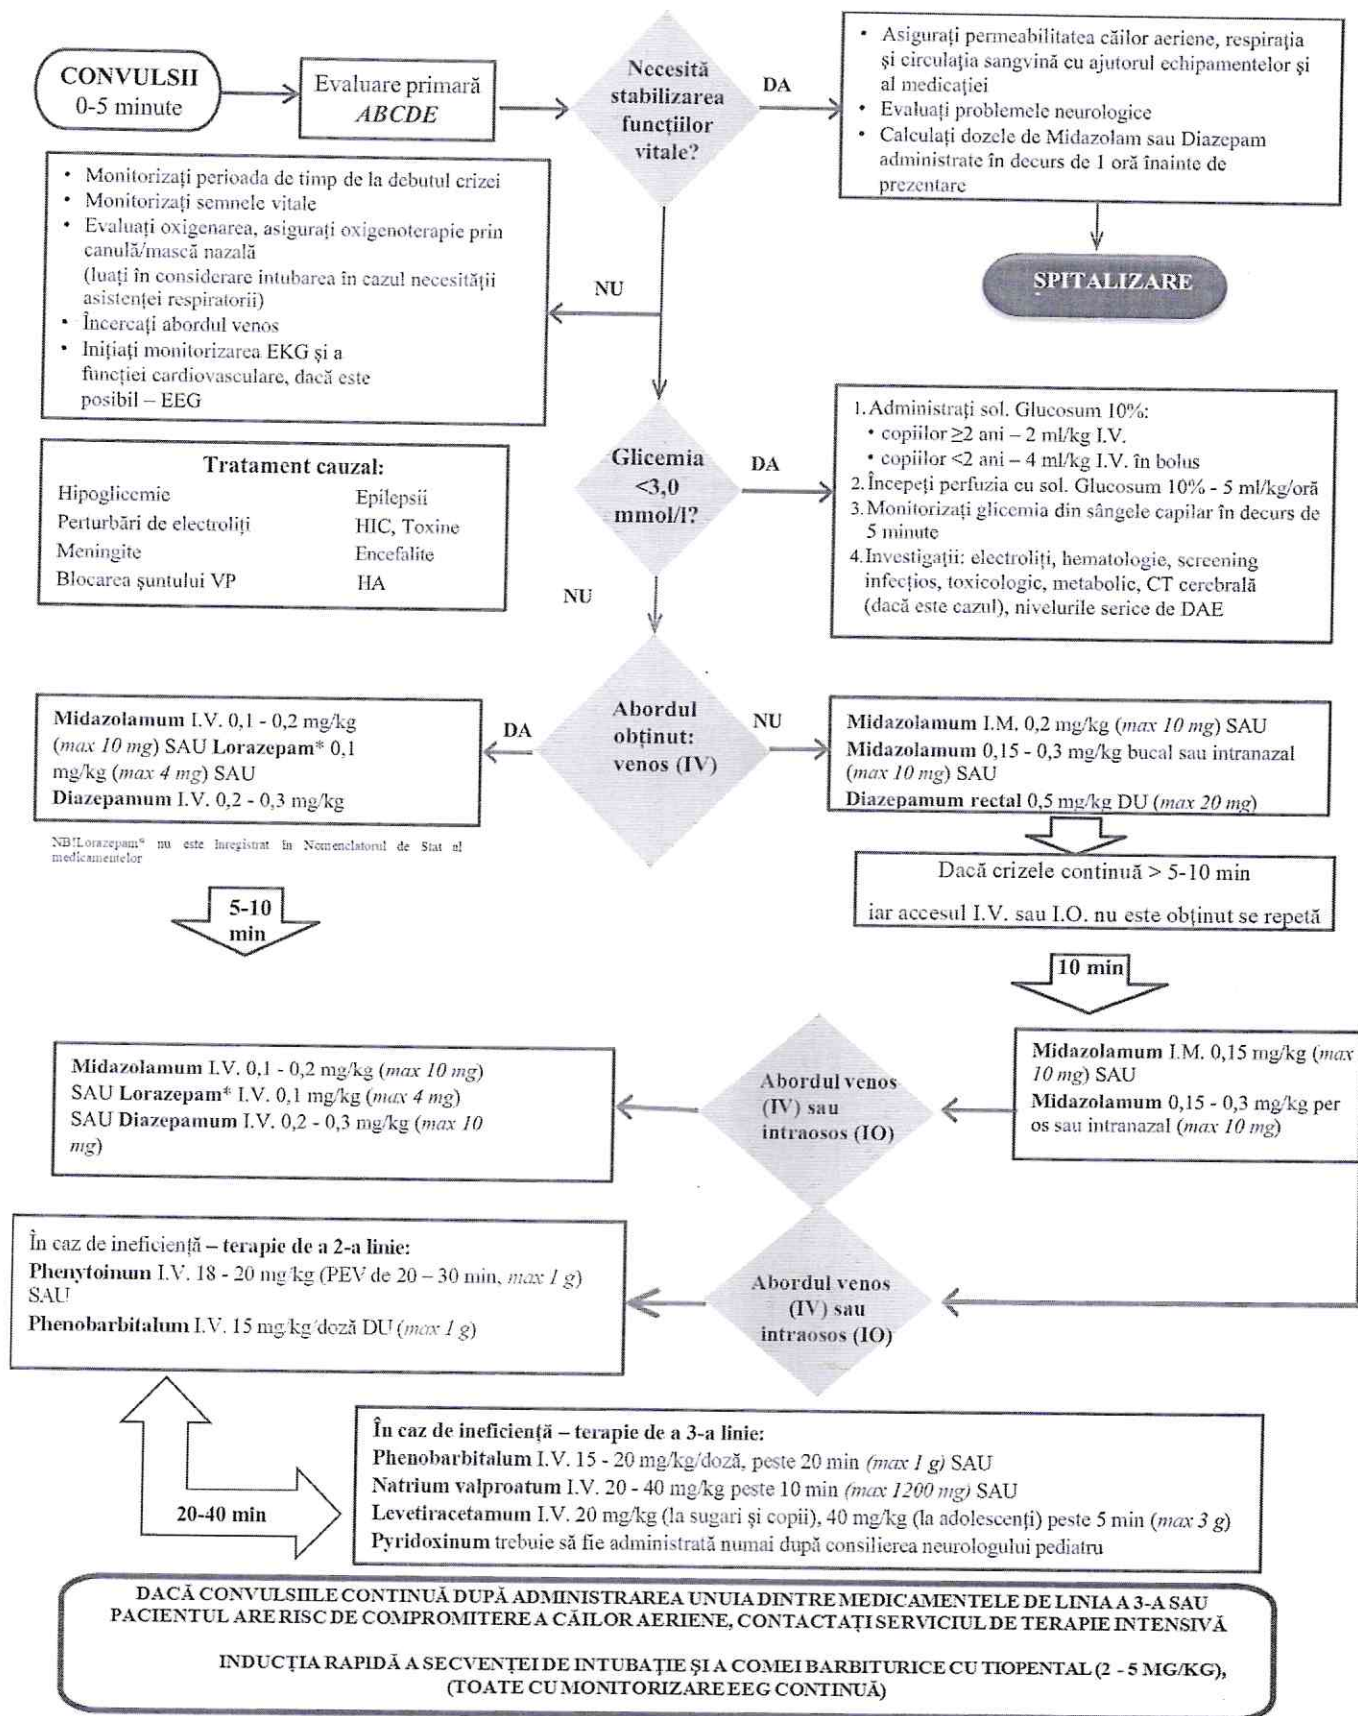 CONVULSII
0-5 minute
Evaluare primară
ABCDE
Necesită
stabilizarea
funcțiilor
vitale?
DA
• Asigurați permeabilitatea căilor aeriene, respirația
și circulația sangvină cu ajutorul echipamentelor și
al medicației
• Evaluați problemele neurologice
• Calculați dozele de Midazolam sau Diazepam
administrate în decurs de 1 oră înainte de
prezentare
SPITALIZARE
• Monitorizați perioada de timp de la debutul crizei
• Monitorizați semnele vitale
• Evaluați oxigenarea, asigurați oxigenoterapie prin
canulă/mască nazală
(luați în considerare intubarea în cazul necesității
asistenței respiratorii)
• Încercați abordul venos
• Inițiați monitorizarea EKG și a
funcției cardiovasculare, dacă este
posibil – EEG
NU
Tratament cauzal:
Hipoglicemie Epilepsii
Perturbări de electroliți HIC, Toxine
Meningite Encefalite
Blocarea șuntului VP HA
Glicemia
<3,0
mmol/l?
DA
1. Administrați sol. Glucosum 10%:
• copiilor ≥2 ani – 2 ml/kg I.V.
• copiilor <2 ani – 4 ml/kg I.V. în bolus
2. Începeți perfuzia cu sol. Glucosum 10% - 5 ml/kg/oră
3. Monitorizați glicemia din sângele capilar în decurs de
5 minute
4. Investigații: electroliți, hematologie, screening
infecțios, toxicologic, metabolic, CT cerebrală
(dacă este cazul), nivelurile serice de DAE
NU
Abordul
obținut:
venos (IV)
DA
Midazolamum I.V. 0,1 - 0,2 mg/kg
(max 10 mg) SAU Lorazepam* 0,1
mg/kg (max 4 mg) SAU
Diazepamum I.V. 0,2 - 0,3 mg/kg
NB!Lorazepam* nu este înregistrat în Nomenclatorul de Stat al
medicamentelor
NU
Midazolamum I.M. 0,2 mg/kg (max 10 mg) SAU
Midazolamum 0,15 - 0,3 mg/kg bucal sau intranazal
(max 10 mg) SAU
Diazepamum rectal 0,5 mg/kg DU (max 20 mg)
Dacă crizele continuă > 5-10 min
iar accesul I.V. sau I.O. nu este obținut se repetă
5-10
min
10 min
Midazolamum I.M. 0,15 mg/kg (max
10 mg) SAU
Midazolamum 0,15 - 0,3 mg/kg per
os sau intranazal (max 10 mg)
Abordul venos
(IV) sau
intraosos (IO)
Midazolamum I.V. 0,1 - 0,2 mg/kg (max 10 mg)
SAU Lorazepam* I.V. 0,1 mg/kg (max 4 mg)
SAU Diazepamum I.V. 0,2 - 0,3 mg/kg (max 10
mg)
Abordul venos
(IV) sau
intraosos (IO)
În caz de ineficiență – terapie de a 2-a linie:
Phenytoinum I.V. 18 - 20 mg/kg (PEV de 20 – 30 min, max 1 g)
SAU
Phenobarbitalum I.V. 15 mg/kg/doză DU (max 1 g)
20-40 min
În caz de ineficiență – terapie de a 3-a linie:
Phenobarbitalum I.V. 15 - 20 mg/kg/doză, peste 20 min (max 1 g) SAU
Natrium valproatum I.V. 20 - 40 mg/kg peste 10 min (max 1200 mg) SAU
Levetiracetamum I.V. 20 mg/kg (la sugari și copii), 40 mg/kg (la adolescenți) peste 5 min (max 3 g)
Pyridoxinum trebuie să fie administrată numai după consilierea neurologului pediatru
DACĂ CONVULSIILE CONTINUĂ DUPĂ ADMINISTRAREA UNUIA DINTRE MEDICAMENTELE DE LINIA A 3-A SAU
PACIENTUL ARE RISC DE COMPROMITERE A CĂILOR AERIENE, CONTACTAȚI SERVICIUL DE TERAPIE INTENSIVĂ
INDUCȚIA RAPIDĂ A SECVENȚEI DE INTUBAȚIE ȘI A COMEI BARBITURICE CU TIOPENTAL (2 - 5 MG/KG),
(TOATE CU MONITORIZARE EEG CONTINUĂ)